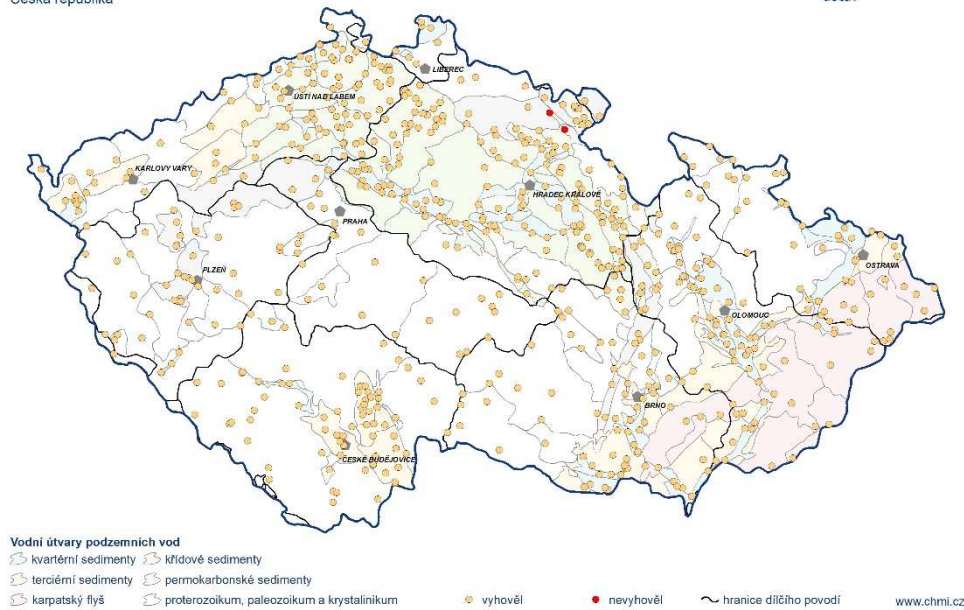 Česká republika
LIBEREC
ÚSTÍ NAD LABEM
KARLOVY VARY
HRADEC KRÁLOVÉ
PRAHA
PLZEŇ
OSTRAVA
OLOMOUC
BRNO
ČESKÉ BUDĚJOVICE
Vodní útvary podzemních vod
kvartérní sedimenty křídové sedimenty
terciérní sedimenty permokarbonské sedimenty
karpatský flyš proterozoikum, paleozoikum a krystalinikum vyhověl nevyhověl hranice dílčího povodí www.chmi.cz